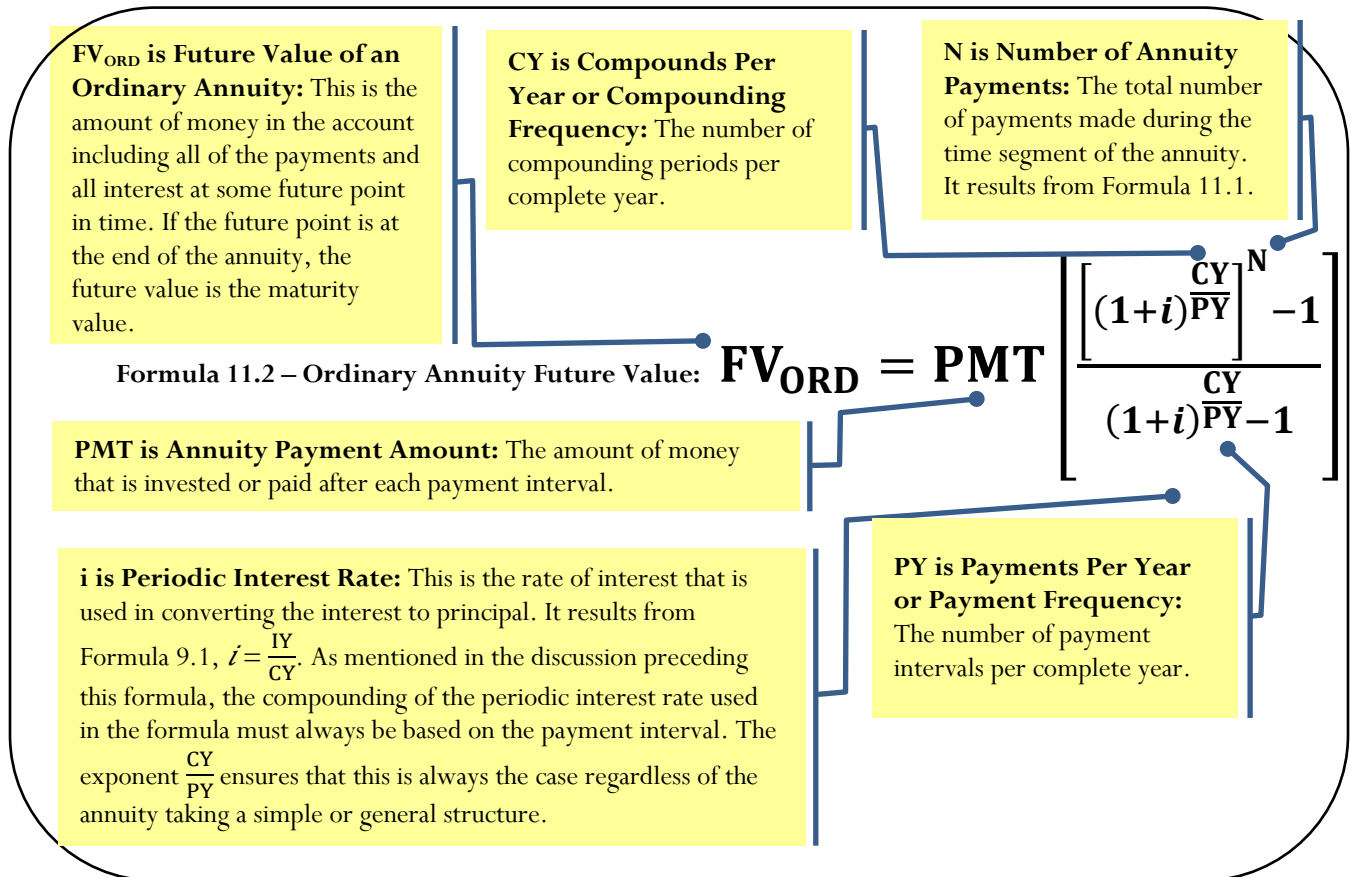 FV_ORD is Future Value of an
Ordinary Annuity: This is the
amount of money in the account
including all of the payments and
all interest at some future point
in time. If the future point is at
the end of the annuity, the
future value is the maturity
value.
CY is Compounds Per
Year or Compounding
Frequency: The number of
compounding periods per
complete year.
N is Number of Annuity
Payments: The total number
of payments made during the
time segment of the annuity.
It results from Formula 11.1.
Formula 11.2 – Ordinary Annuity Future Value: FV_ORD = PMT [ ( [ (1+i)^(CY/PY) ]^N −1 ) / ( (1+i)^(CY/PY) −1 ) ]
PMT is Annuity Payment Amount: The amount of money
that is invested or paid after each payment interval.
i is Periodic Interest Rate: This is the rate of interest that is
used in converting the interest to principal. It results from
Formula 9.1, i = IY/CY. As mentioned in the discussion preceding
this formula, the compounding of the periodic interest rate used
in the formula must always be based on the payment interval. The
exponent CY/PY ensures that this is always the case regardless of the
annuity taking a simple or general structure.
PY is Payments Per Year
or Payment Frequency:
The number of payment
intervals per complete year.